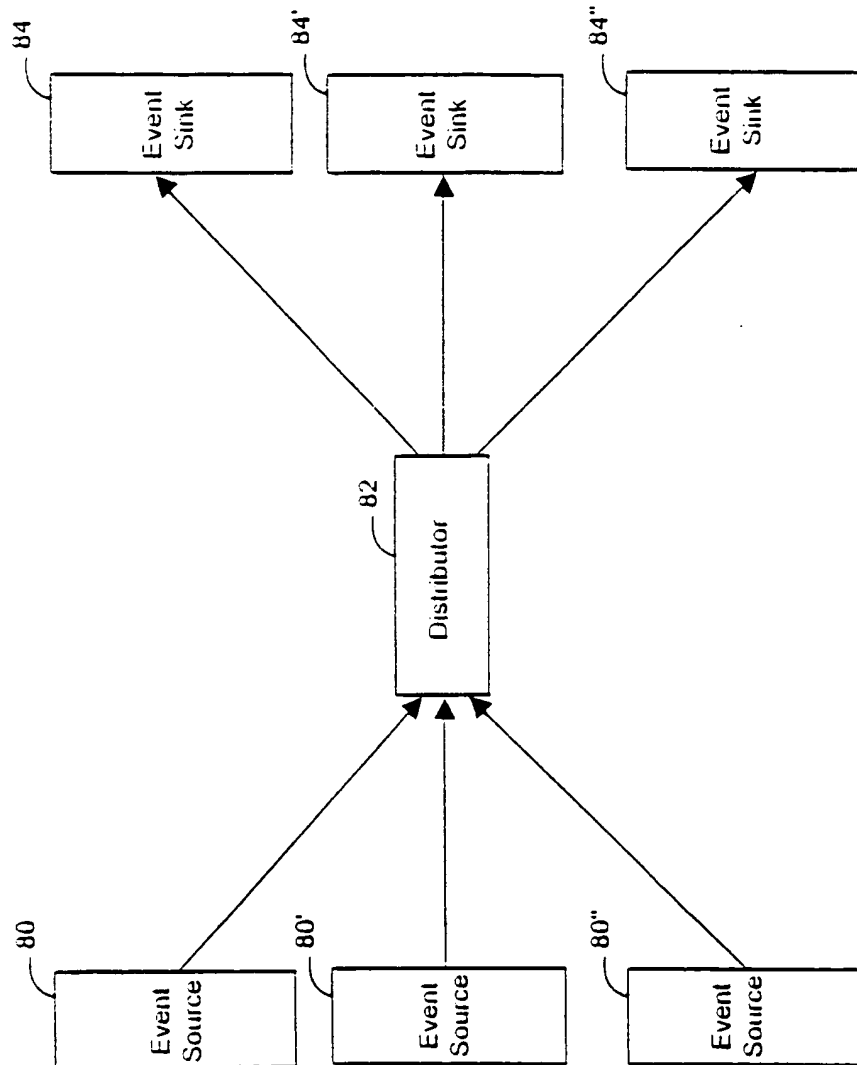 84
Event
Sink
84'
Event
Sink
84"
Event
Sink
82
Distributor
80
Event
Source
80'
Event
Source
80"
Event
Source